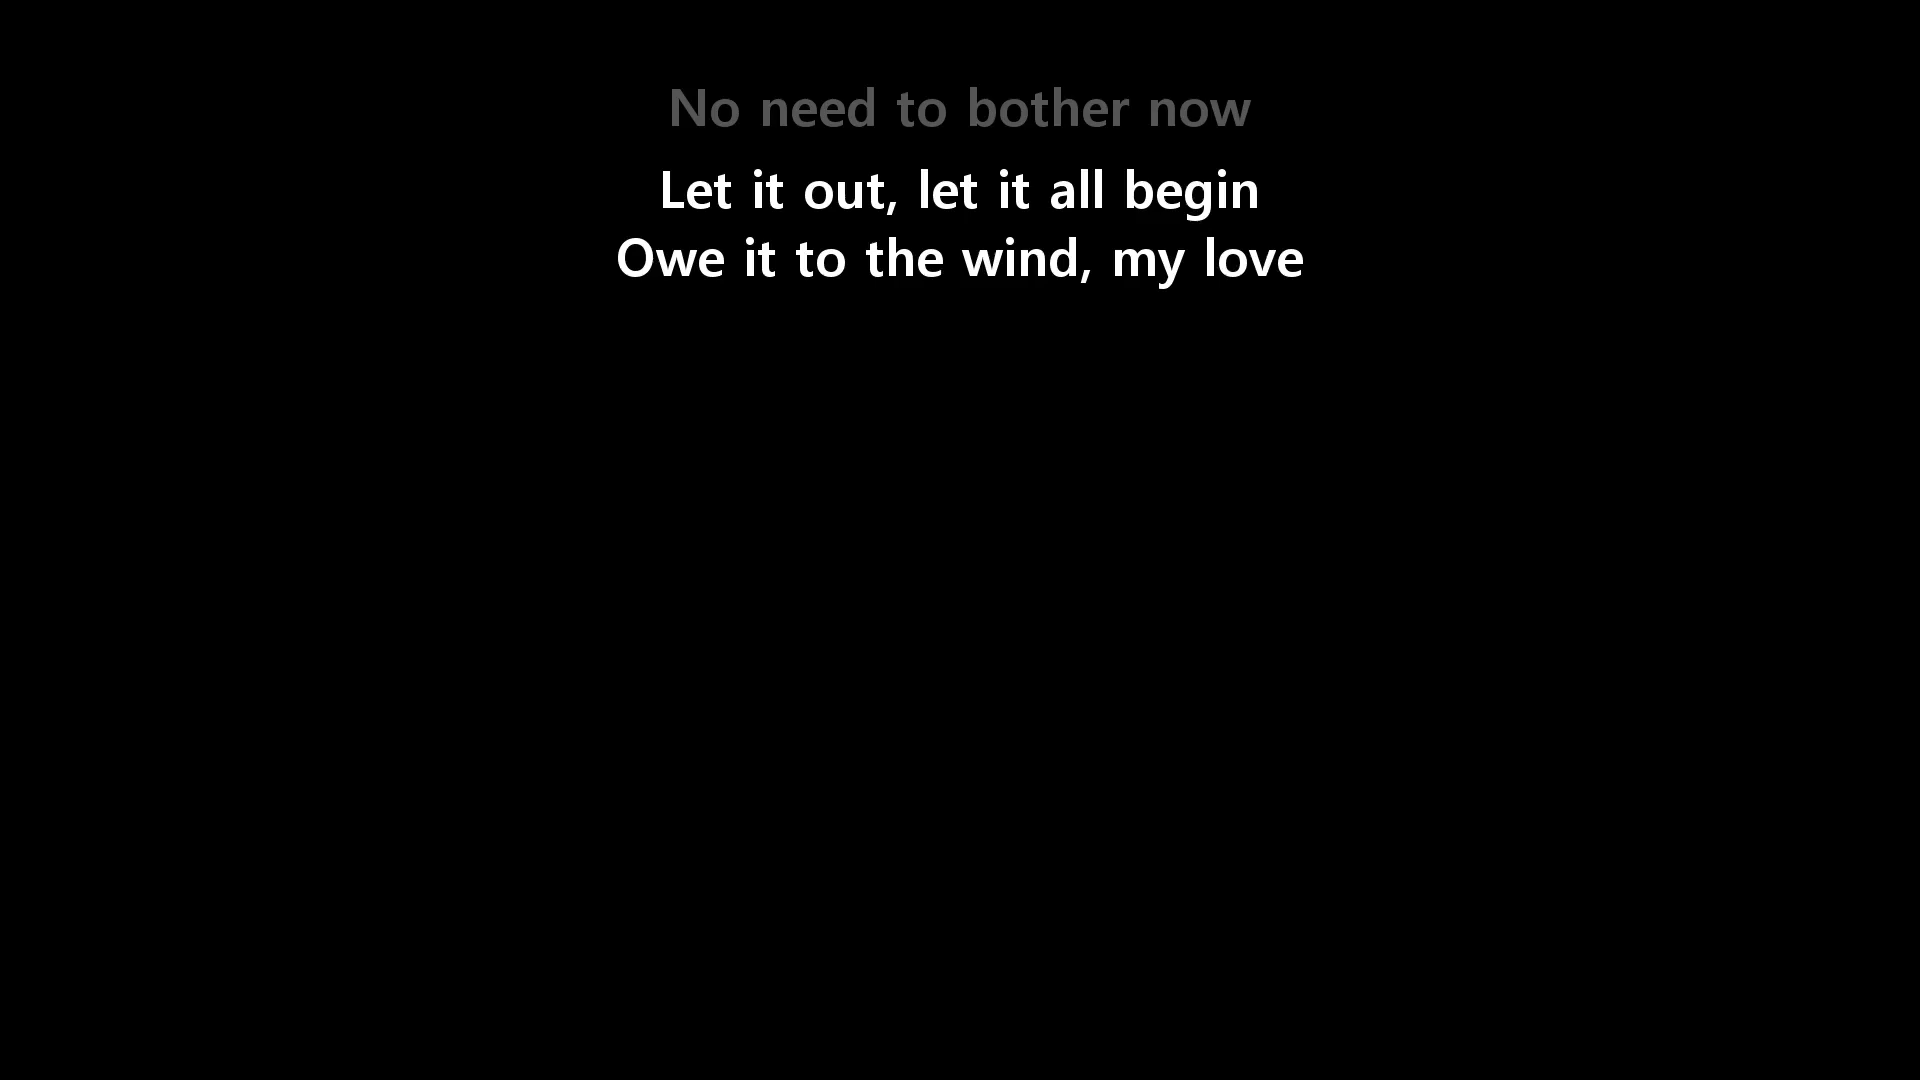 No need to bother now
Let it out, let it all begin
Owe it to the wind, my love